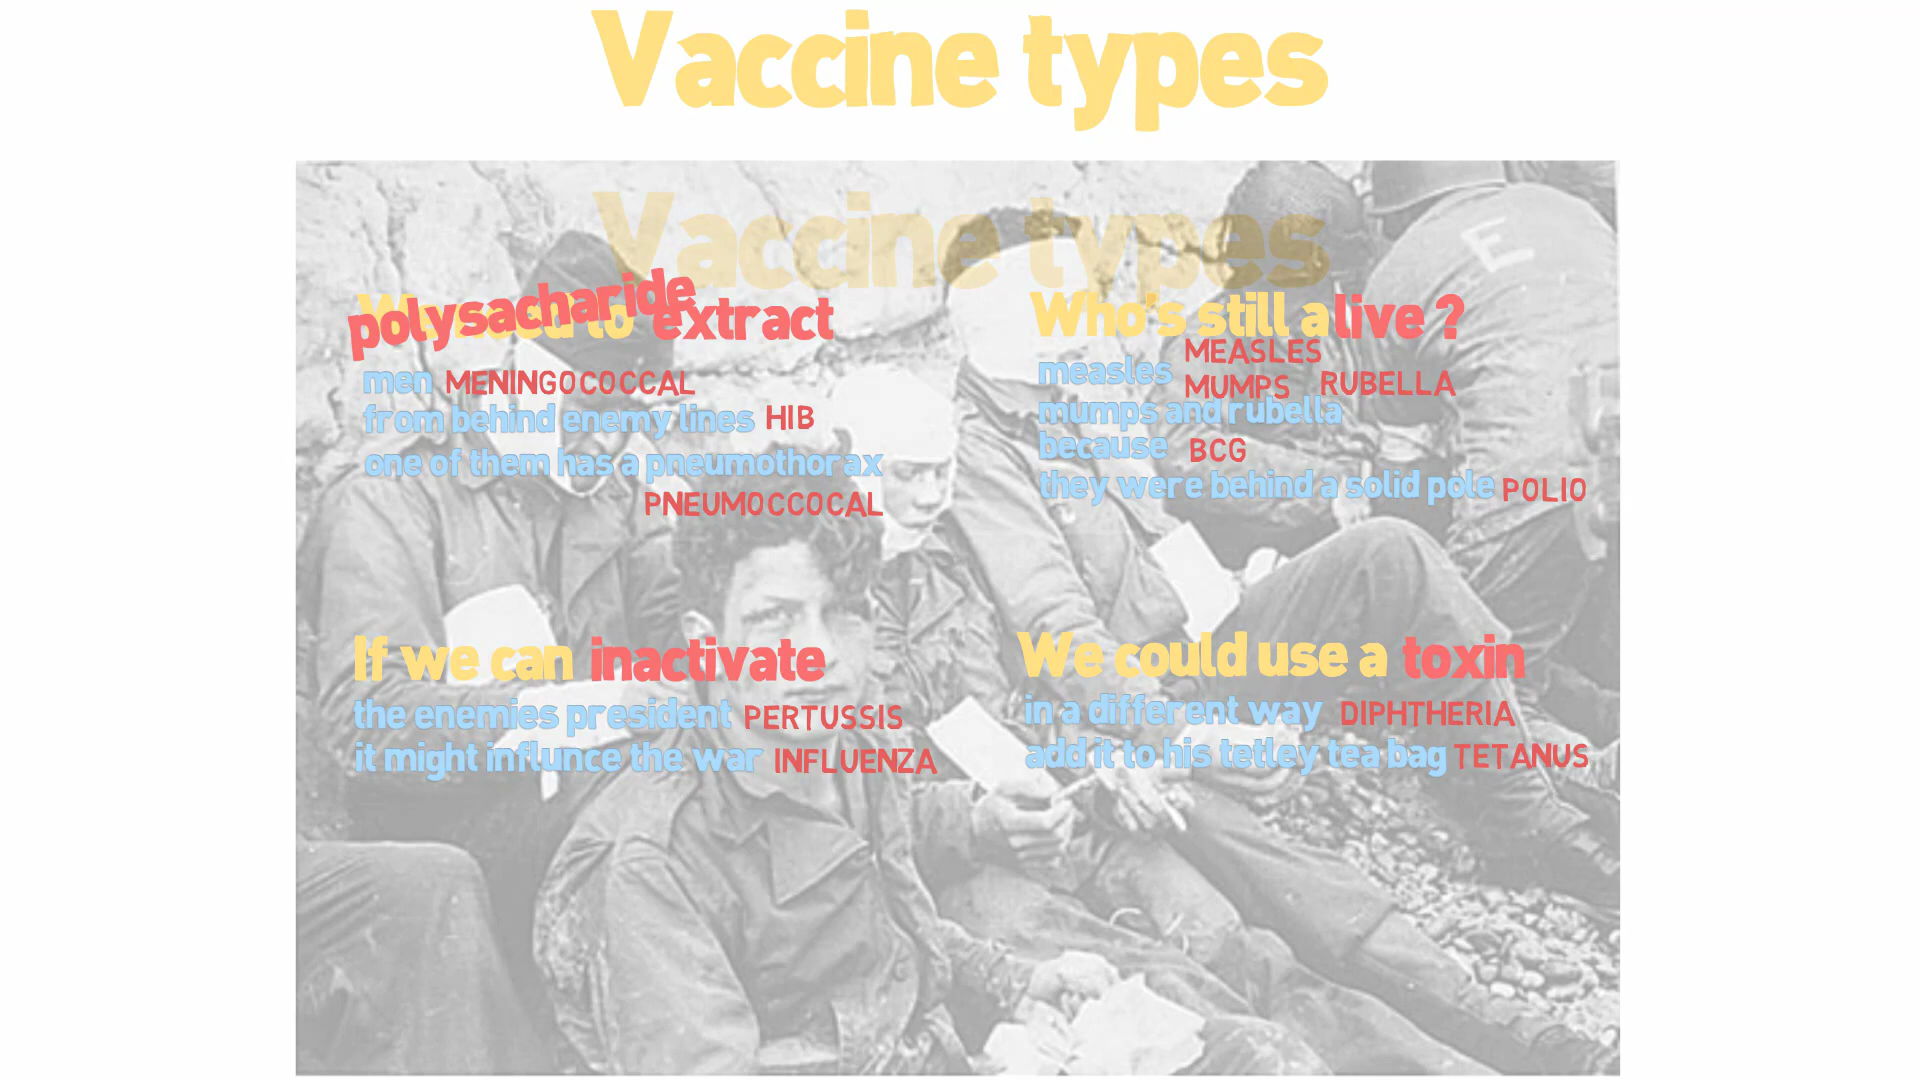 Vaccine types
Vaccine types
We need to extract
polysacharide
men MENINGOCOCCAL
from behind enemy lines HIB
one of them has a pneumothorax
PNEUMOCCOCAL
Who's still alive ?
measles MEASLES
MUMPS RUBELLA
mumps and rubella
because BCG
they were behind a solid pole POLIO
If we can inactivate
the enemies president PERTUSSIS
it might influnce the war INFLUENZA
We could use a toxin
in a different way DIPHTHERIA
add it to his tetley tea bag TETANUS
E